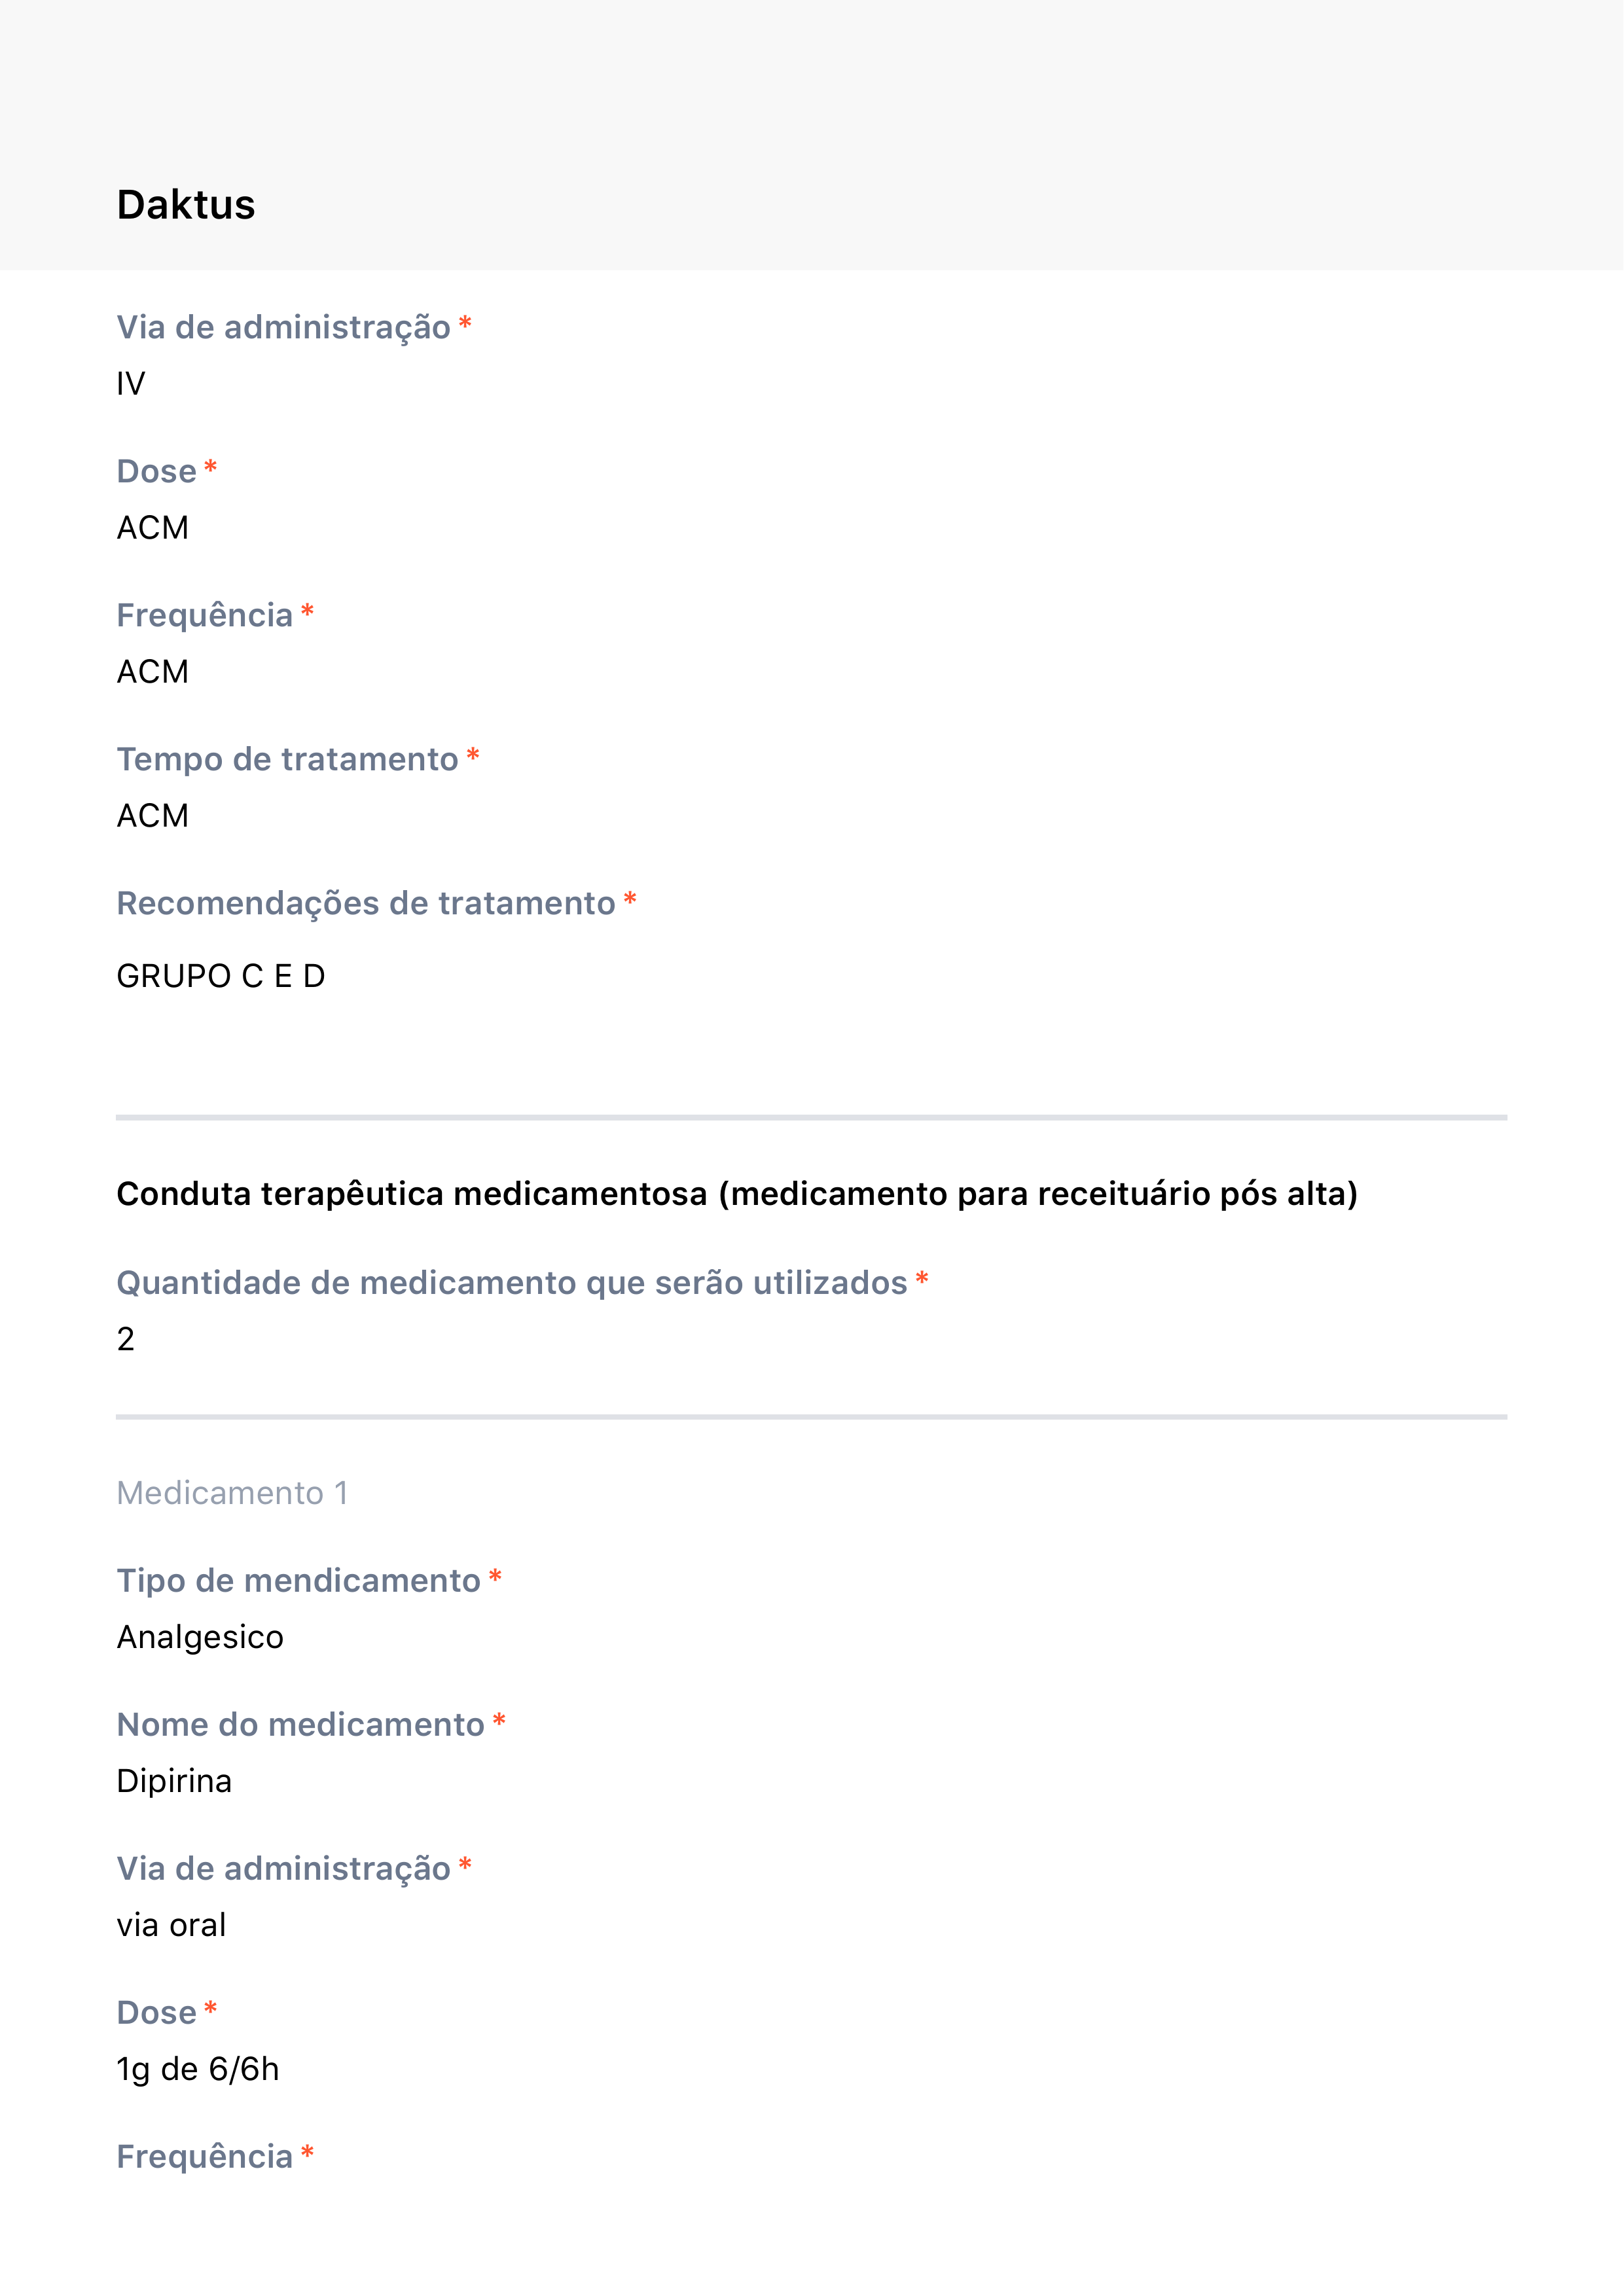 Daktus
Via de administração *
IV
Dose *
ACM
Frequência *
ACM
Tempo de tratamento *
ACM
Recomendações de tratamento *
GRUPO C E D
Conduta terapêutica medicamentosa (medicamento para receituário pós alta)
Quantidade de medicamento que serão utilizados *
2
Medicamento 1
Tipo de mendicamento *
Analgesico
Nome do medicamento *
Dipirina
Via de administração *
via oral
Dose *
1g de 6/6h
Frequência *